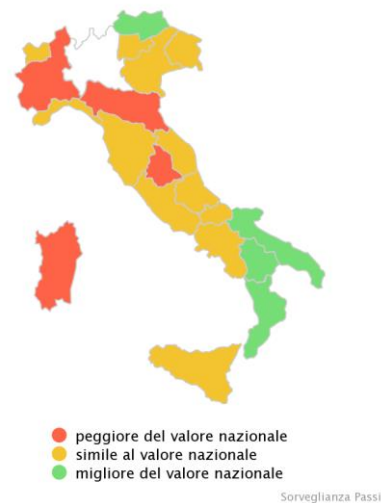 peggiore del valore nazionale
simile al valore nazionale
migliore del valore nazionale
Sorveglianza Passi